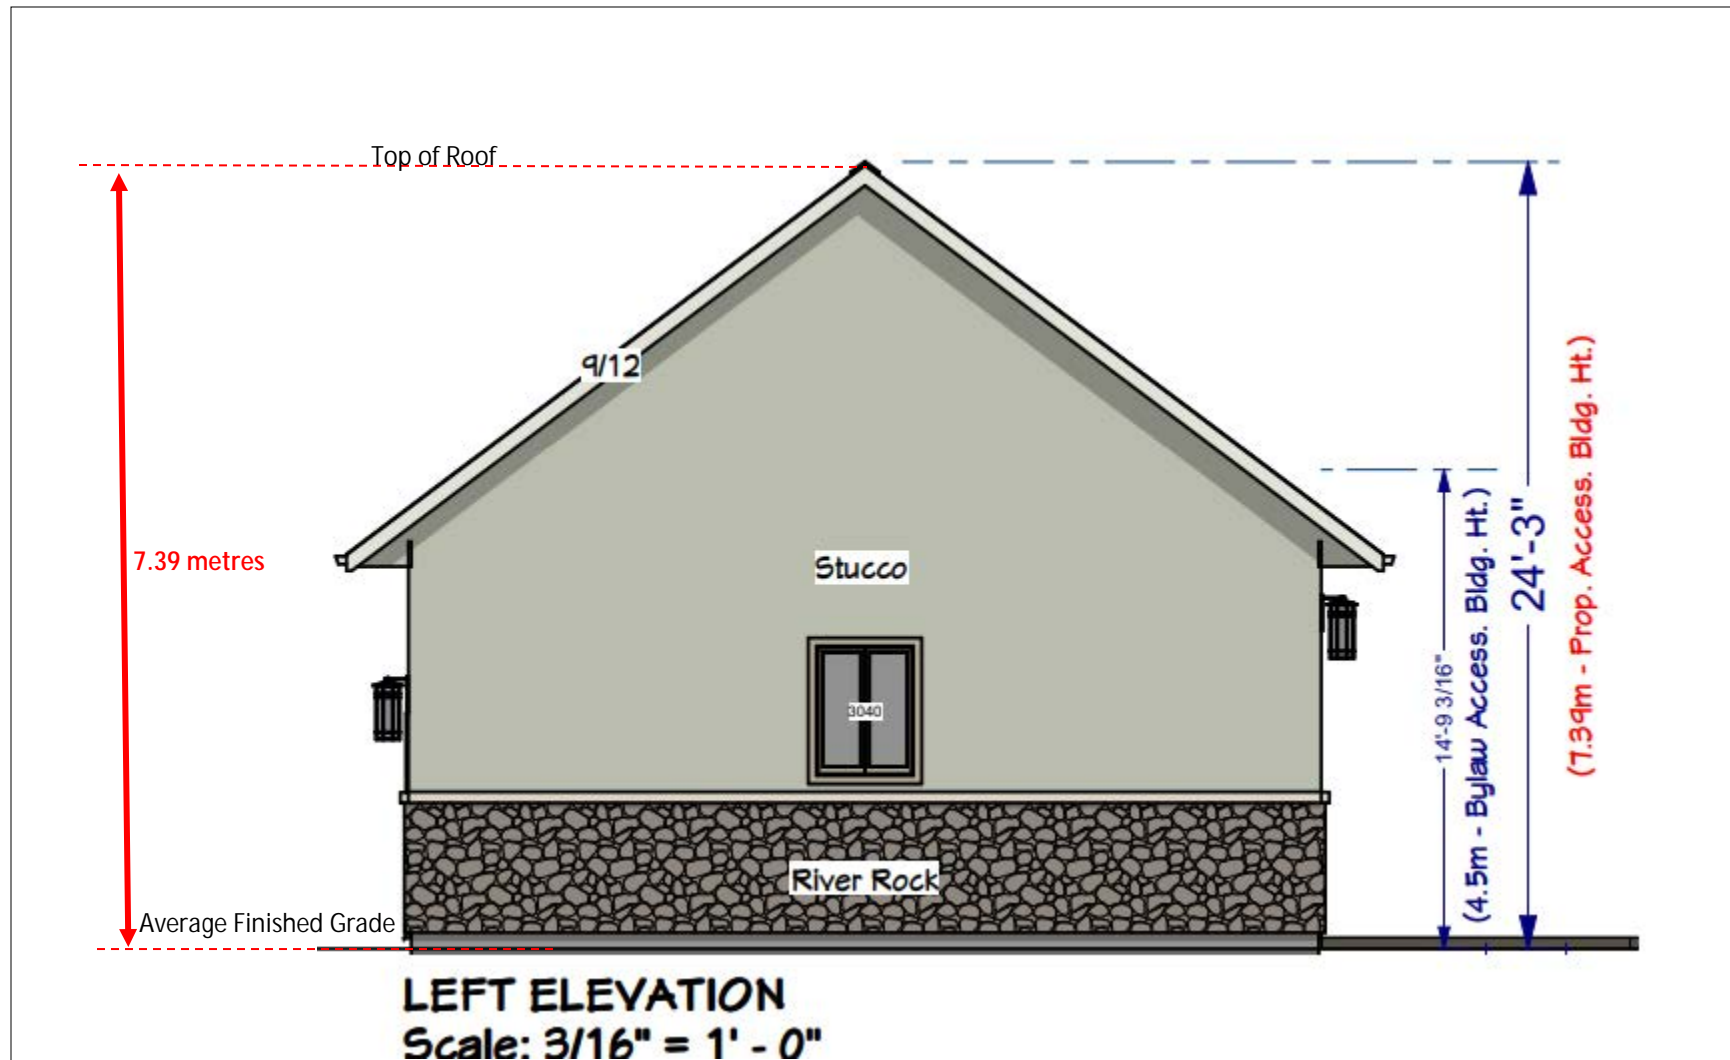 Top of Roof
9/12
7.39 metres
Stucco
3040
14'-9 3/16"
(4.5m - Bylaw Access. Bldg. Ht.)
24'-3"
(7.39m - Prop. Access. Bldg. Ht.)
River Rock
Average Finished Grade
LEFT ELEVATION
Scale: 3/16" = 1' - 0"